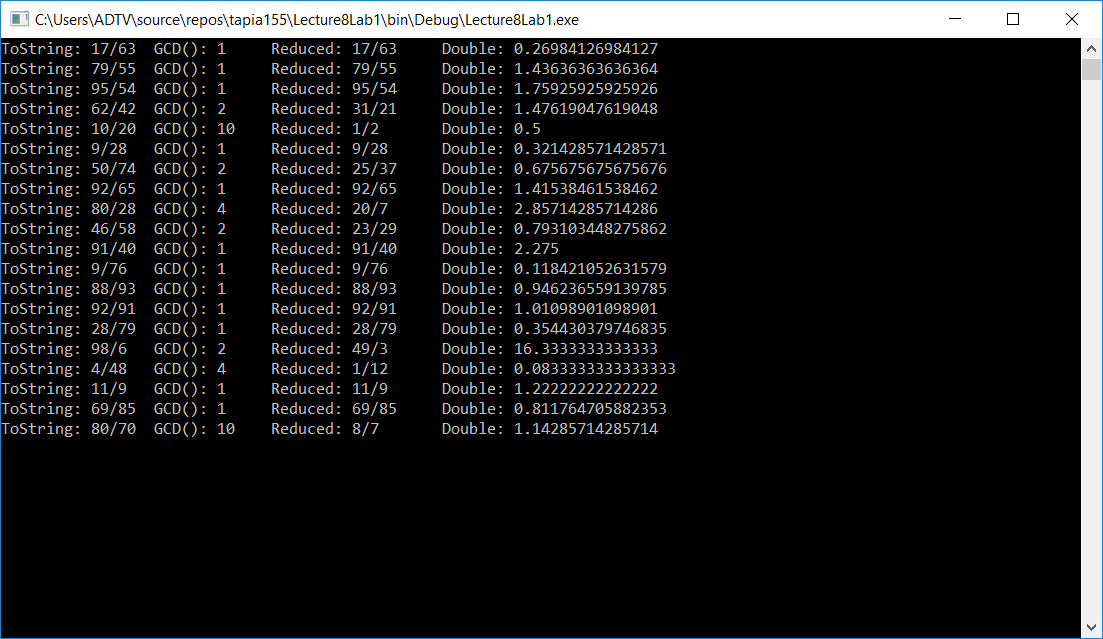 C:\Users\ADTV\source\repos\tapia155\Lecture8Lab1\bin\Debug\Lecture8Lab1.exe
ToString: 17/63  GCD(): 1     Reduced: 17/63     Double: 0.26984126984127
ToString: 79/55  GCD(): 1     Reduced: 79/55     Double: 1.43636363636364
ToString: 95/54  GCD(): 1     Reduced: 95/54     Double: 1.75925925925926
ToString: 62/42  GCD(): 2     Reduced: 31/21     Double: 1.47619047619048
ToString: 10/20  GCD(): 10    Reduced: 1/2       Double: 0.5
ToString: 9/28   GCD(): 1     Reduced: 9/28      Double: 0.321428571428571
ToString: 50/74  GCD(): 2     Reduced: 25/37     Double: 0.675675675675676
ToString: 92/65  GCD(): 1     Reduced: 92/65     Double: 1.41538461538462
ToString: 80/28  GCD(): 4     Reduced: 20/7      Double: 2.85714285714286
ToString: 46/58  GCD(): 2     Reduced: 23/29     Double: 0.793103448275862
ToString: 91/40  GCD(): 1     Reduced: 91/40     Double: 2.275
ToString: 9/76   GCD(): 1     Reduced: 9/76      Double: 0.118421052631579
ToString: 88/93  GCD(): 1     Reduced: 88/93     Double: 0.946236559139785
ToString: 92/91  GCD(): 1     Reduced: 92/91     Double: 1.01098901098901
ToString: 28/79  GCD(): 1     Reduced: 28/79     Double: 0.354430379746835
ToString: 98/6   GCD(): 2     Reduced: 49/3      Double: 16.3333333333333
ToString: 4/48   GCD(): 4     Reduced: 1/12      Double: 0.0833333333333333
ToString: 11/9   GCD(): 1     Reduced: 11/9      Double: 1.22222222222222
ToString: 69/85  GCD(): 1     Reduced: 69/85     Double: 0.811764705882353
ToString: 80/70  GCD(): 10    Reduced: 8/7       Double: 1.14285714285714